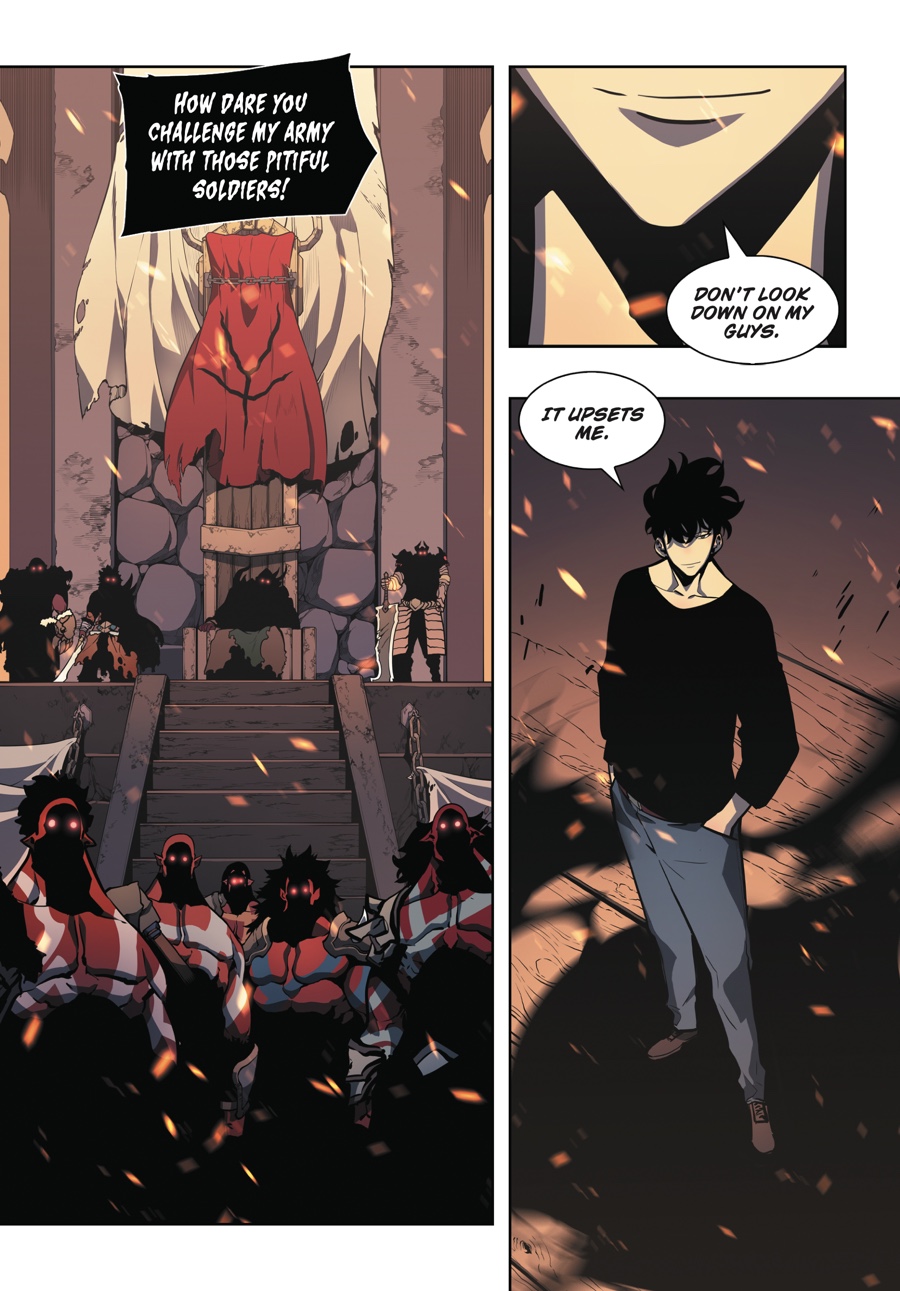 HOW DARE YOU
CHALLENGE MY ARMY
WITH THOSE PITIFUL
SOLDIERS!
DON'T LOOK
DOWN ON MY
GUYS.
IT UPSETS
ME.